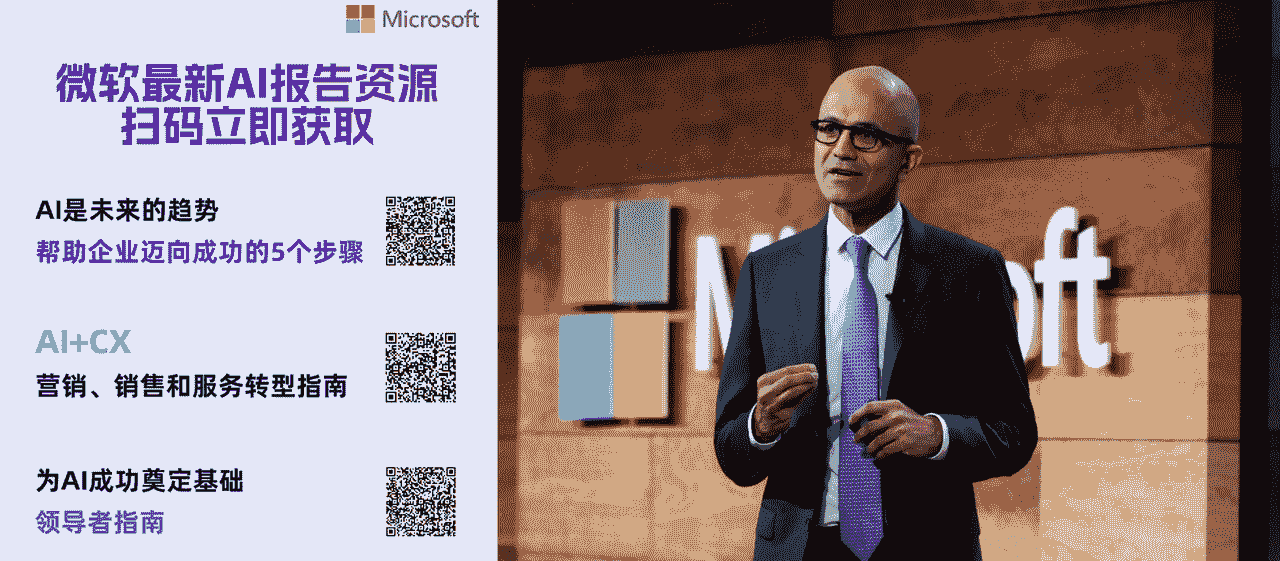 Microsoft
微软最新AI报告资源
扫码立即获取
AI是未来的趋势
帮助企业迈向成功的5个步骤
AI+CX
营销、销售和服务转型指南
为AI成功奠定基础
领导者指南
Mi
soft